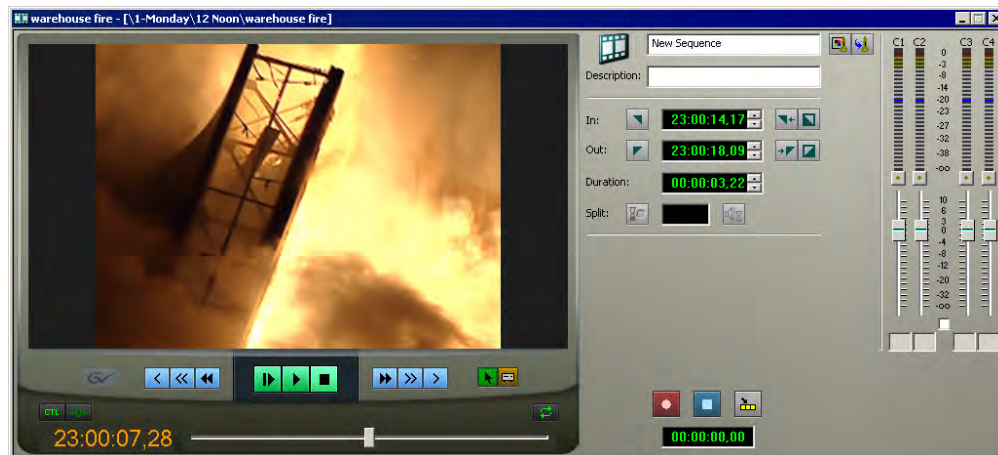 warehouse fire - [\1-Monday\12 Noon\warehouse fire]
New Sequence
Description:
In: 23:00:14,17
Out: 23:00:18,09
Duration: 00:00:03,22
Split:
C1 C2 C3 C4
0
-3
-8
-14
-20
-23
-27
-32
-38
-oo
10
6
3
0
-4
-8
-12
-20
-32
-oo
GV
CTL
23:00:07,28
00:00:00,00